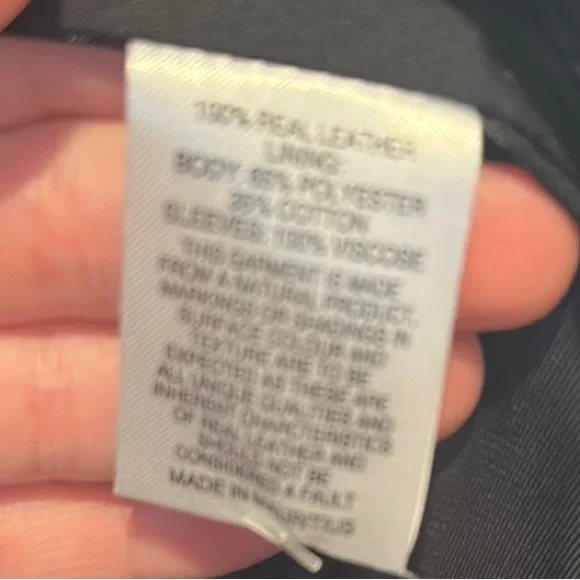 100% REAL LEATHER
LINING:
BODY: 65% POLYESTER
35% COTTON
SLEEVES: 100% VISCOSE
THIS GARMENT IS MADE
FROM A NATURAL PRODUCT.
MARKINGS OR SHADINGS IN
SURFACE COLOUR AND
TEXTURE ARE TO BE
EXPECTED AS THESE ARE
ALL UNIQUE QUALITIES AND
INHERENT CHARACTERISTICS
OF REAL LEATHER AND
SHOULD NOT BE
CONSIDERED A FAULT
MADE IN MAURITIUS